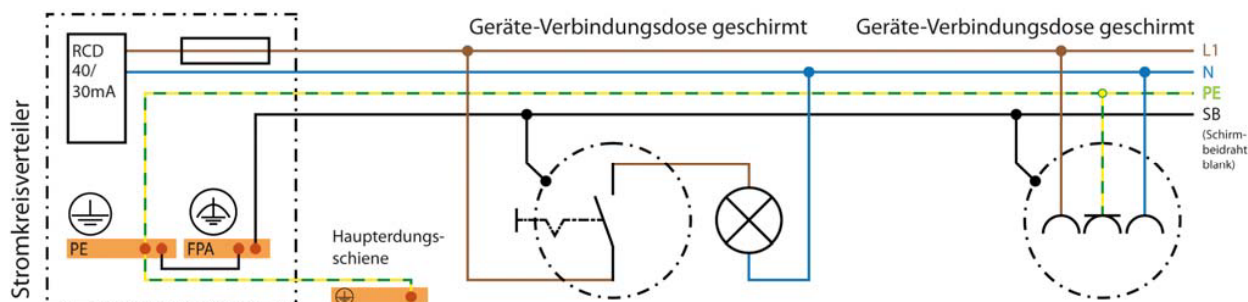 Geräte-Verbindungsdose geschirmt
Geräte-Verbindungsdose geschirmt
RCD
40/
30mA
L1
N
PE
SB
(Schirm-
beidraht
blank)
Stromkreisverteiler
PE
FPA
Haupterdungs-
schiene